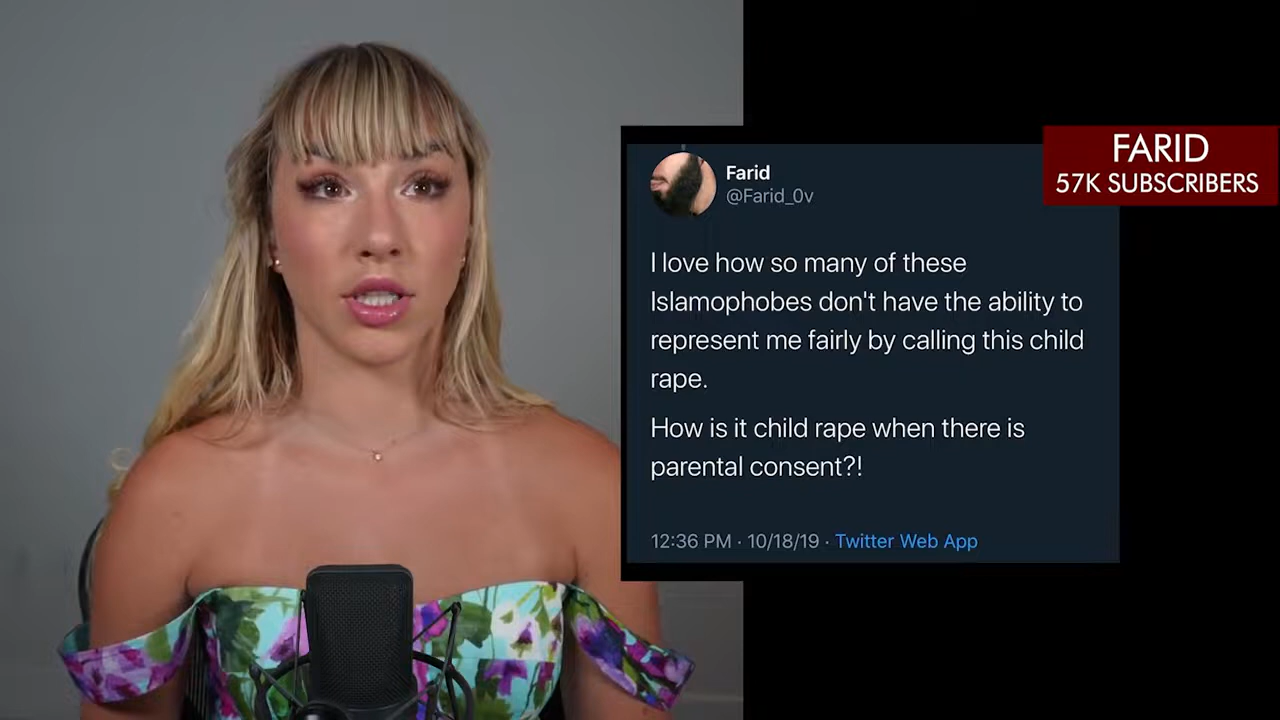 FARID
57K SUBSCRIBERS
Farid
@Farid_0v
I love how so many of these
Islamophobes don't have the ability to
represent me fairly by calling this child
rape.
How is it child rape when there is
parental consent?!
12:36 PM · 10/18/19 · Twitter Web App